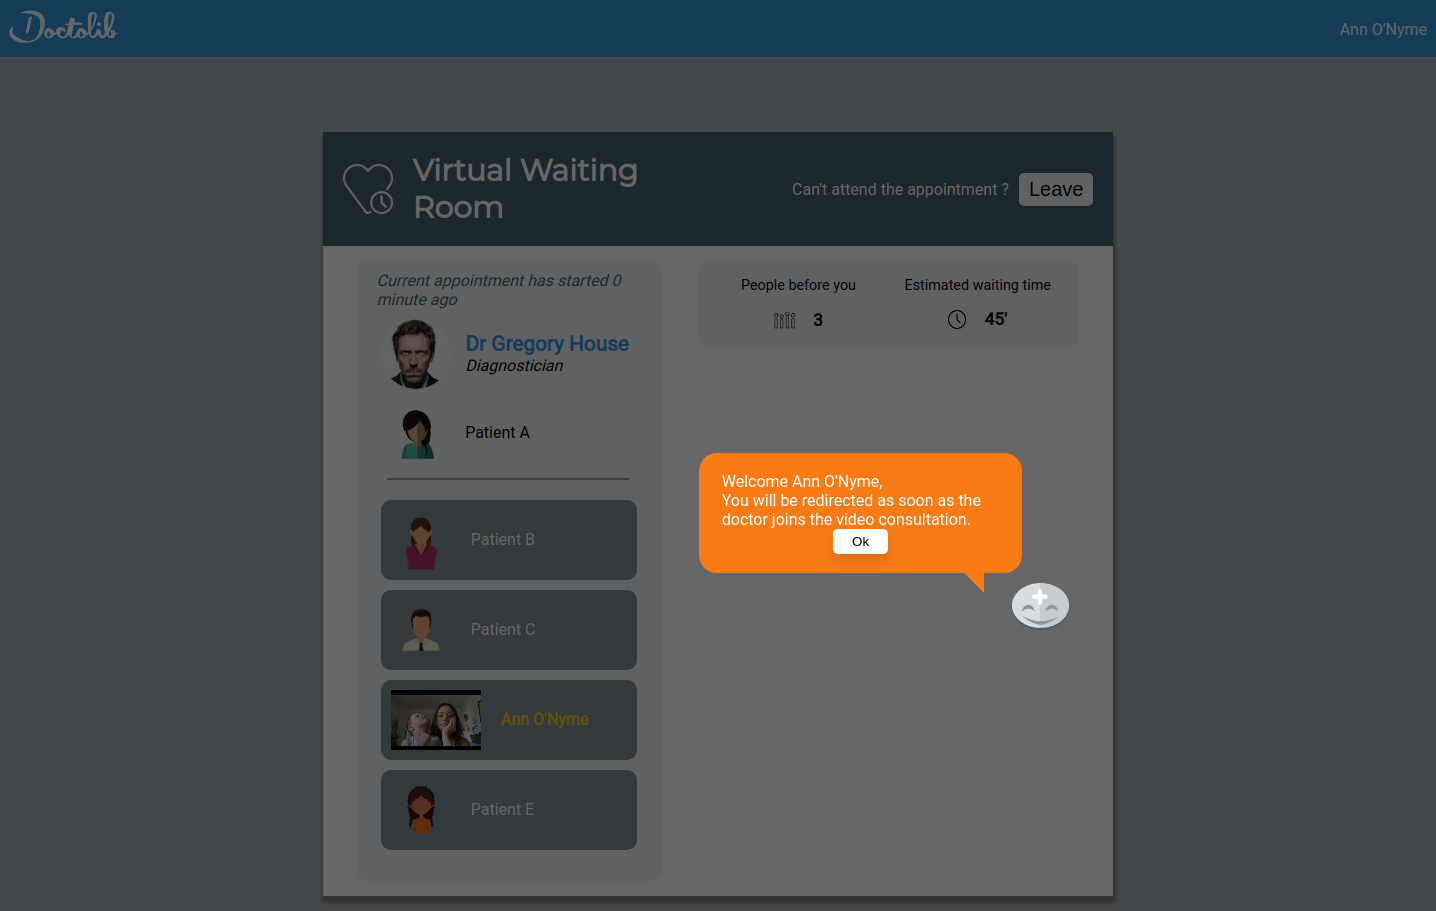 Doctolib
Ann O'Nyme
Virtual Waiting
Room
Can't attend the appointment ?
Leave
Current appointment has started 0
minute ago
Dr Gregory House
Diagnostician
Patient A
Patient B
Patient C
Ann O'Nyme
Patient E
People before you
3
Estimated waiting time
45'
Welcome Ann O'Nyme,
You will be redirected as soon as the
doctor joins the video consultation.
Ok